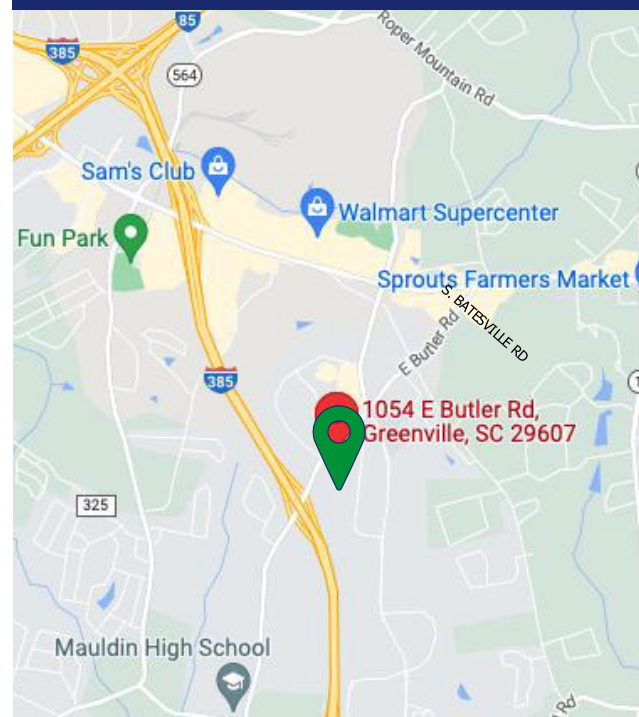 85
385
Roper Mountain Rd
564
Sam's Club
Walmart Supercenter
Fun Park
Sprouts Farmers Market
S. BATESVILLE RD
E Butler Rd
385
1054 E Butler Rd,
Greenville, SC 29607
325
Mauldin High School
Rd